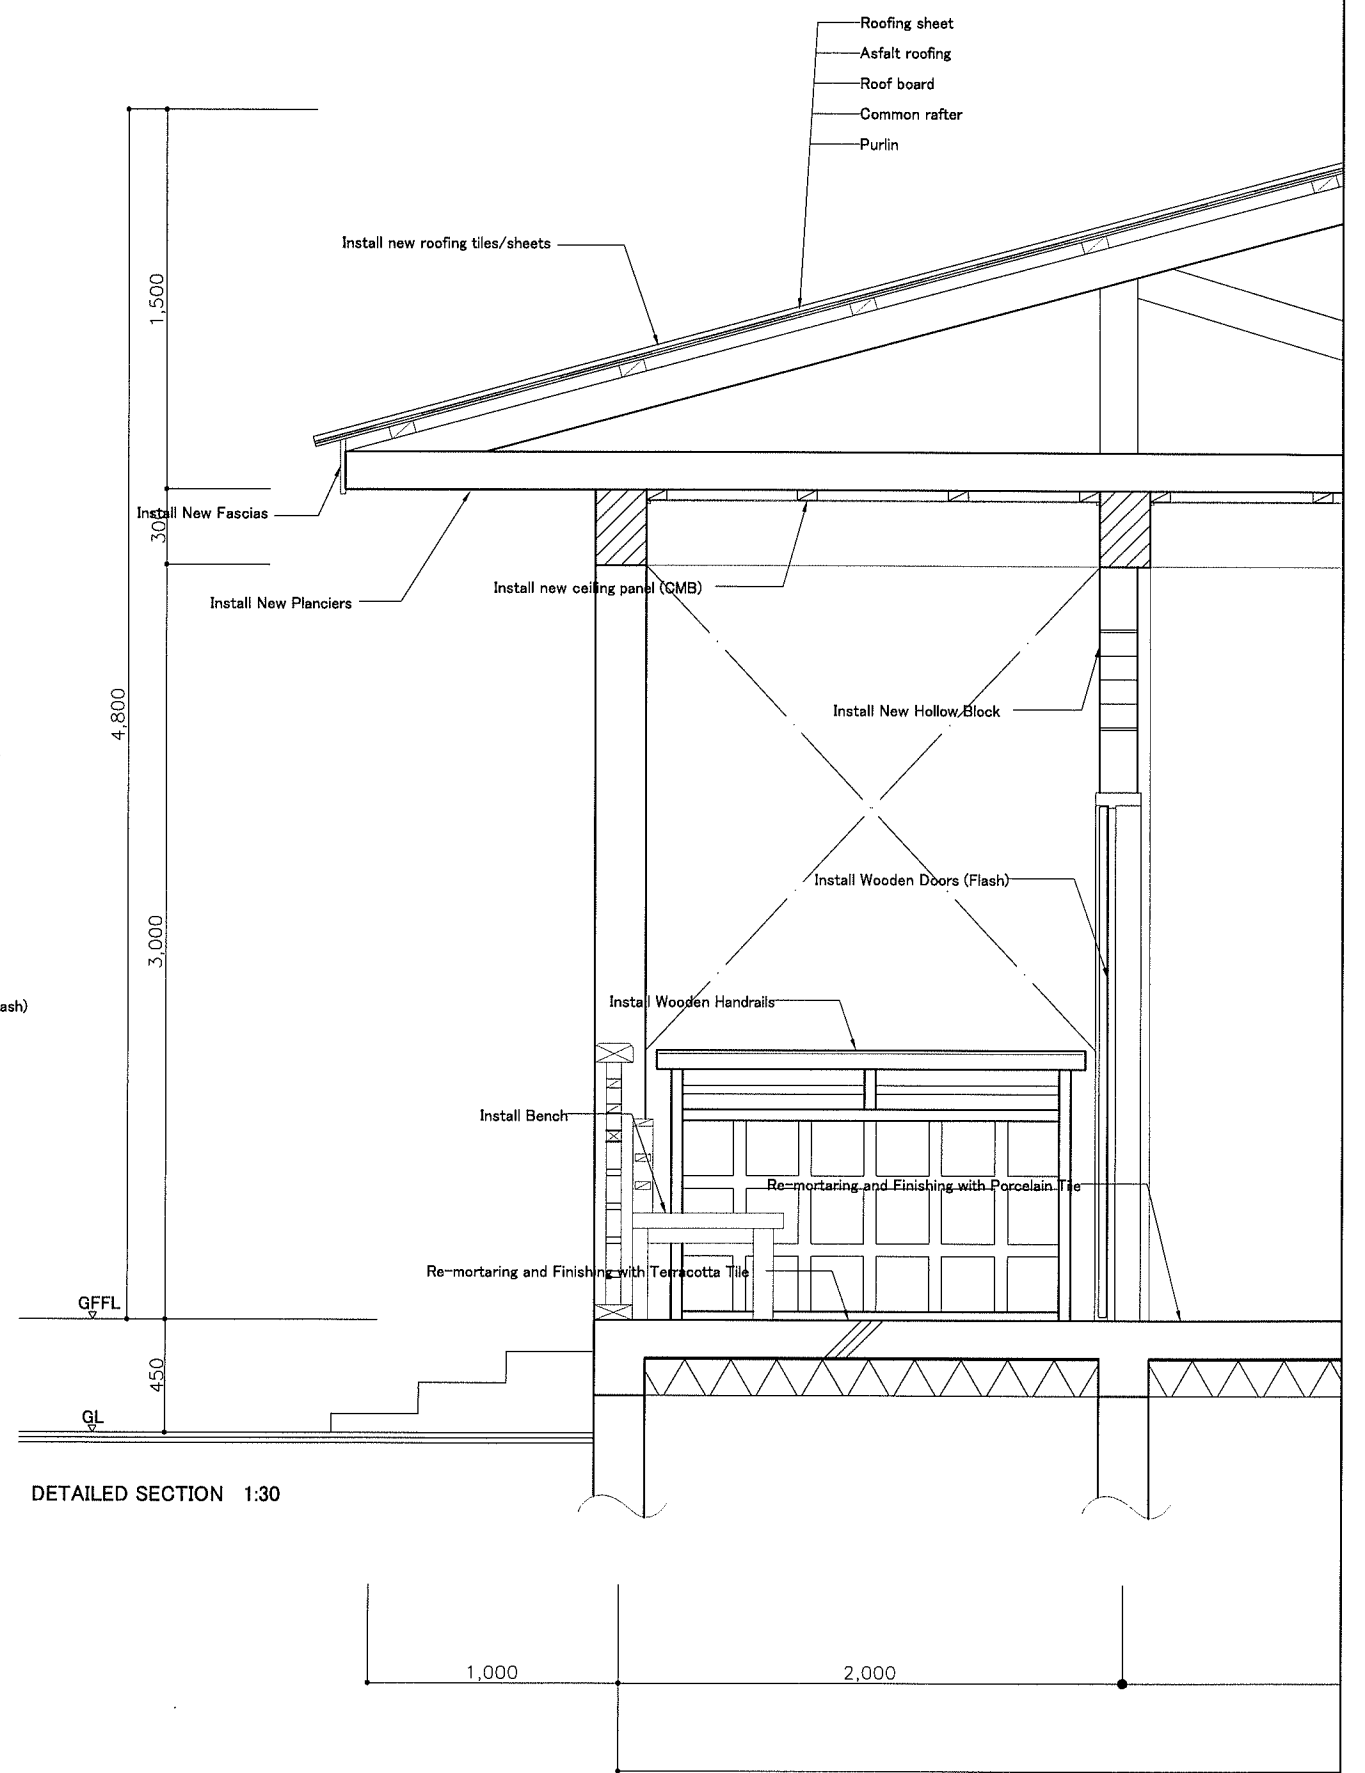 Roofing sheet
Asfalt roofing
Roof board
Common rafter
Purlin
Install new roofing tiles/sheets
1,500
Install New Fascias
300
Install new ceiling panel (CMB)
Install New Planciers
4,800
Install New Hollow Block
Install Wooden Doors (Flash)
3,000
ash)
Install Wooden Handrails
Install Bench
Re-mortaring and Finishing with Porcelain Tile
Re-mortaring and Finishing with Terracotta Tile
GFFL
450
GL
DETAILED SECTION 1:30
1,000
2,000